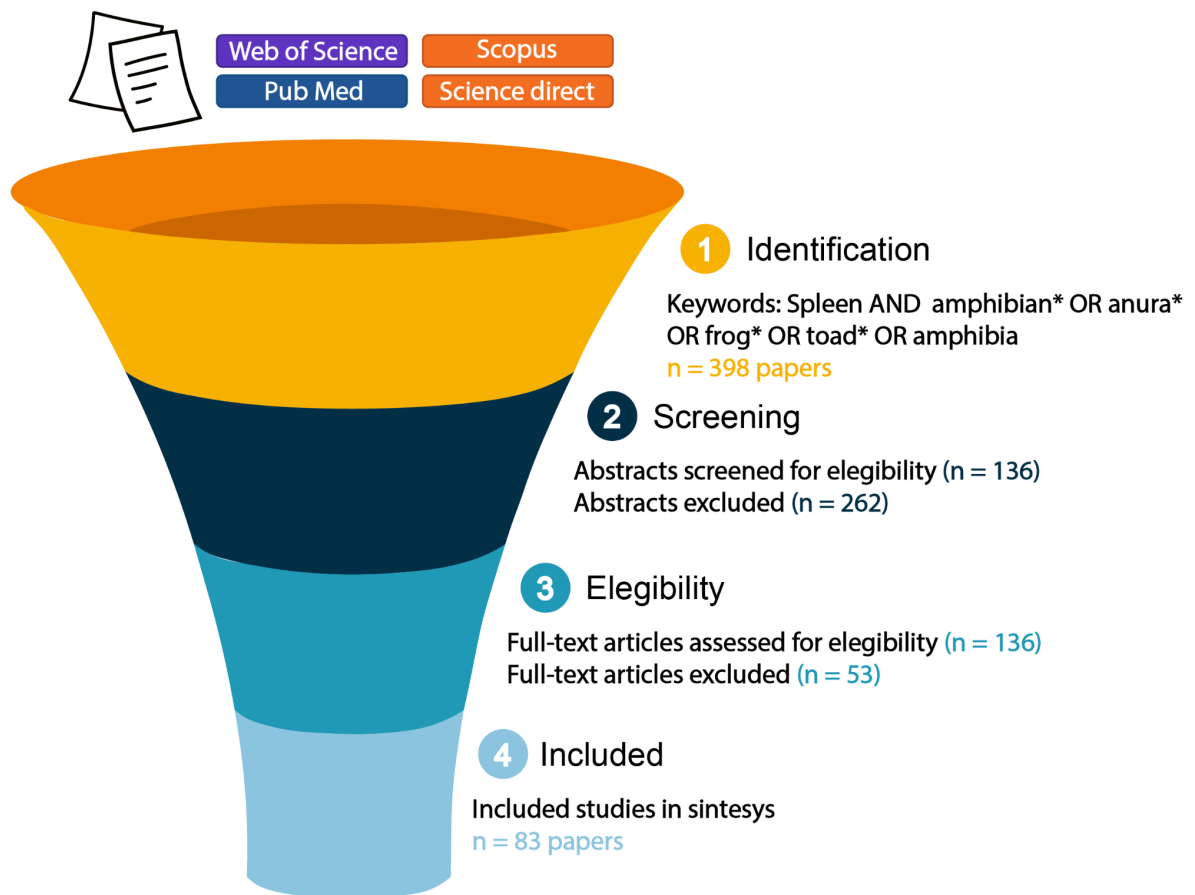 Web of Science
Scopus
Pub Med
Science direct
1 Identification
Keywords: Spleen AND amphibian* OR anura*
OR frog* OR toad* OR amphibia
n = 398 papers
2 Screening
Abstracts screened for elegibility (n = 136)
Abstracts excluded (n = 262)
3 Elegibility
Full-text articles assessed for elegibility (n = 136)
Full-text articles excluded (n = 53)
4 Included
Included studies in sintesys
n = 83 papers